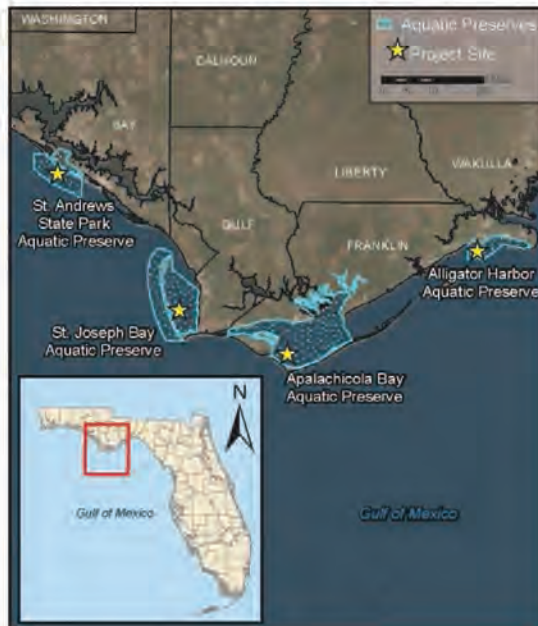 WASHINGTON
Aquatic Preserves
Project Site
CALHOUN
BAY
LIBERTY
WAKULLA
GULF
FRANKLIN
St. Andrews
State Park
Aquatic Preserve
Alligator Harbor
Aquatic Preserve
St. Joseph Bay
Aquatic Preserve
Apalachicola Bay
Aquatic Preserve
N
Gulf of Mexico
Gulf of Mexico